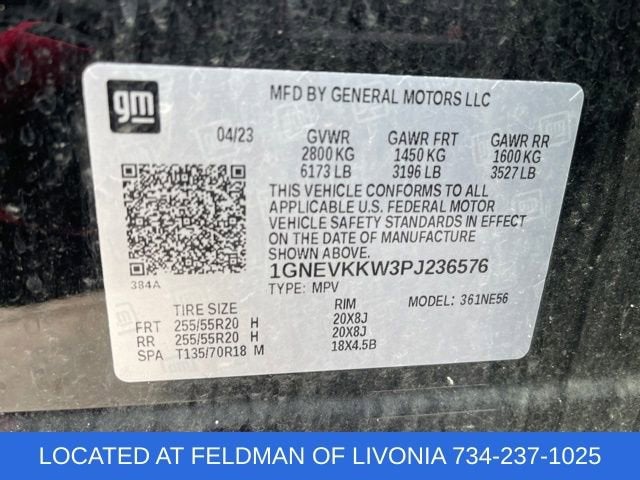 gm
MFD BY GENERAL MOTORS LLC
04/23 GVWR GAWR FRT GAWR RR
2800 KG 1450 KG 1600 KG
6173 LB 3196 LB 3527 LB
THIS VEHICLE CONFORMS TO ALL
APPLICABLE U.S. FEDERAL MOTOR
VEHICLE SAFETY STANDARDS IN EFFECT
ON THE DATE OF MANUFACTURE
SHOWN ABOVE.
1GNEVKKW3PJ236576
384A
TYPE: MPV MODEL: 361NE56
TIRE SIZE RIM
FRT 255/55R20 H 20X8J
RR 255/55R20 H 20X8J
SPA T135/70R18 M 18X4.5B
LOCATED AT FELDMAN OF LIVONIA 734-237-1025